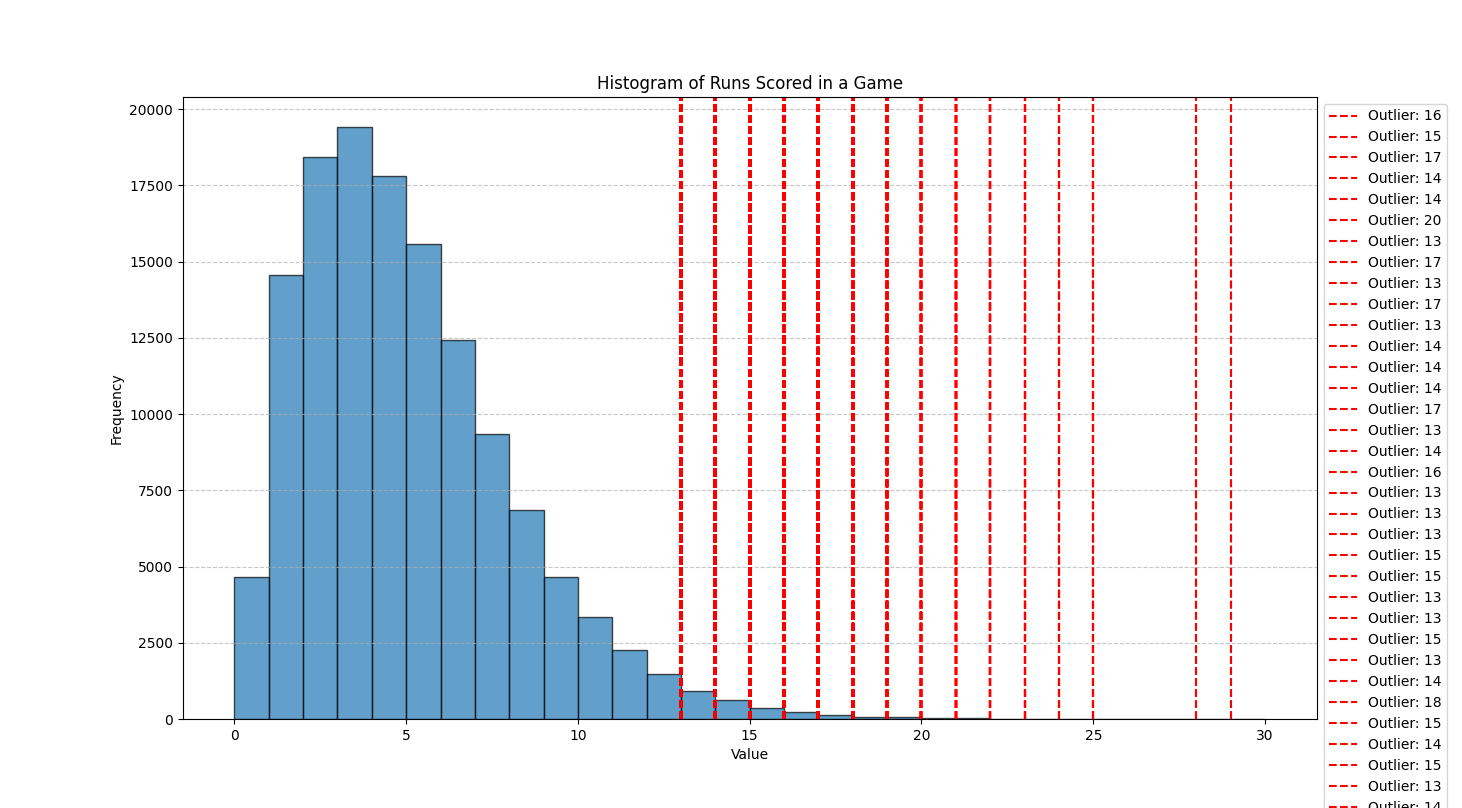 Histogram of Runs Scored in a Game
Frequency
20000
17500
15000
12500
10000
7500
5000
2500
0
0 5 10 15 20 25 30
Value
Outlier: 16
Outlier: 15
Outlier: 17
Outlier: 14
Outlier: 14
Outlier: 20
Outlier: 13
Outlier: 17
Outlier: 13
Outlier: 17
Outlier: 13
Outlier: 14
Outlier: 14
Outlier: 14
Outlier: 17
Outlier: 13
Outlier: 14
Outlier: 16
Outlier: 13
Outlier: 13
Outlier: 13
Outlier: 15
Outlier: 15
Outlier: 13
Outlier: 13
Outlier: 15
Outlier: 13
Outlier: 14
Outlier: 18
Outlier: 15
Outlier: 14
Outlier: 15
Outlier: 13
Outlier: 14